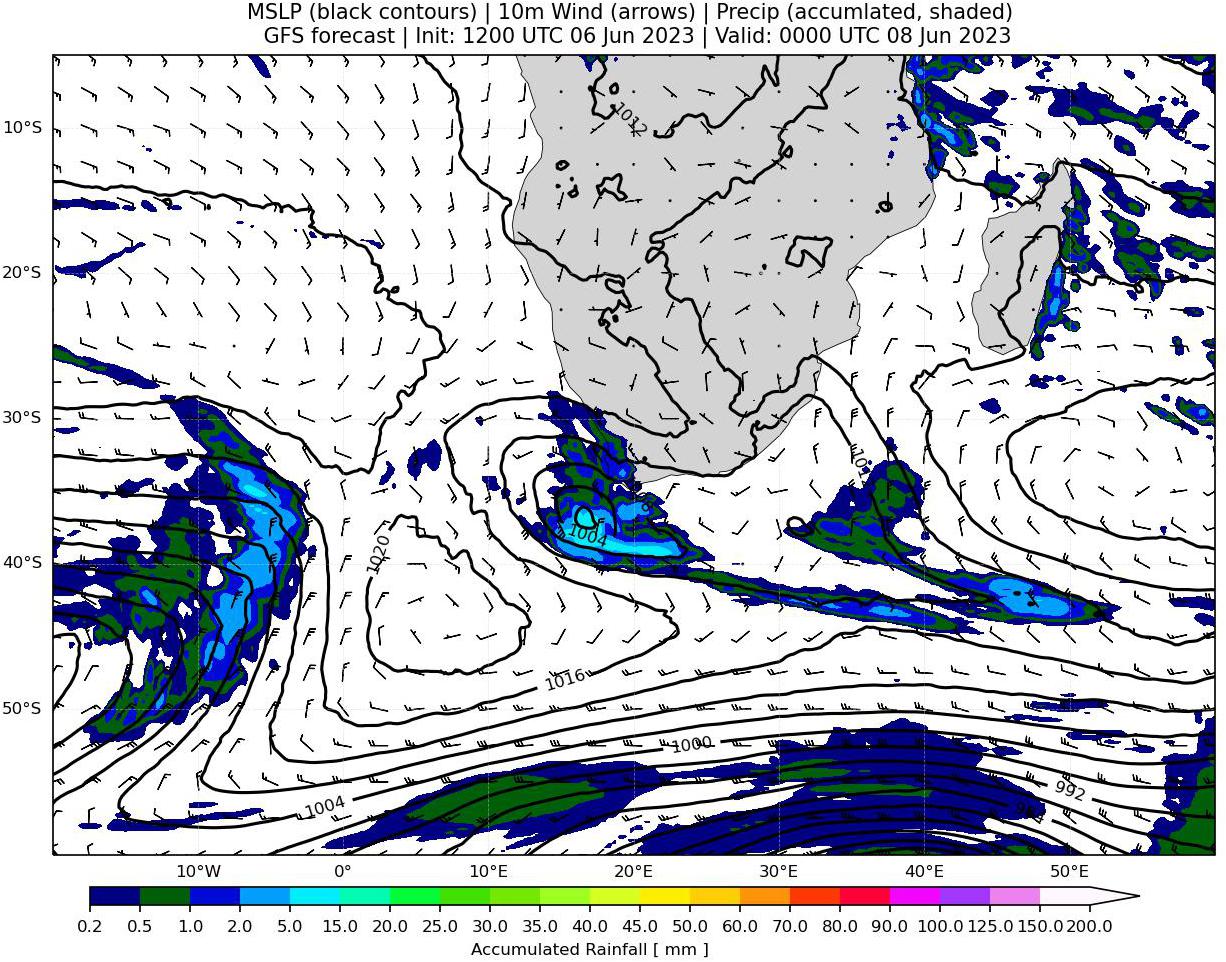 MSLP (black contours) | 10m Wind (arrows) | Precip (accumlated, shaded)
GFS forecast | Init: 1200 UTC 06 Jun 2023 | Valid: 0000 UTC 08 Jun 2023
1012
10°S
20°S
30°S
1004
1020
40°S
1016
50°S
1000
992
1004
10°W 0° 10°E 20°E 30°E 40°E 50°E
0.2 0.5 1.0 2.0 5.0 10.0 15.0 20.0 25.0 30.0 35.0 40.0 45.0 50.0 60.0 70.0 80.0 90.0 100.0 125.0 150.0 200.0
Accumulated Rainfall [ mm ]